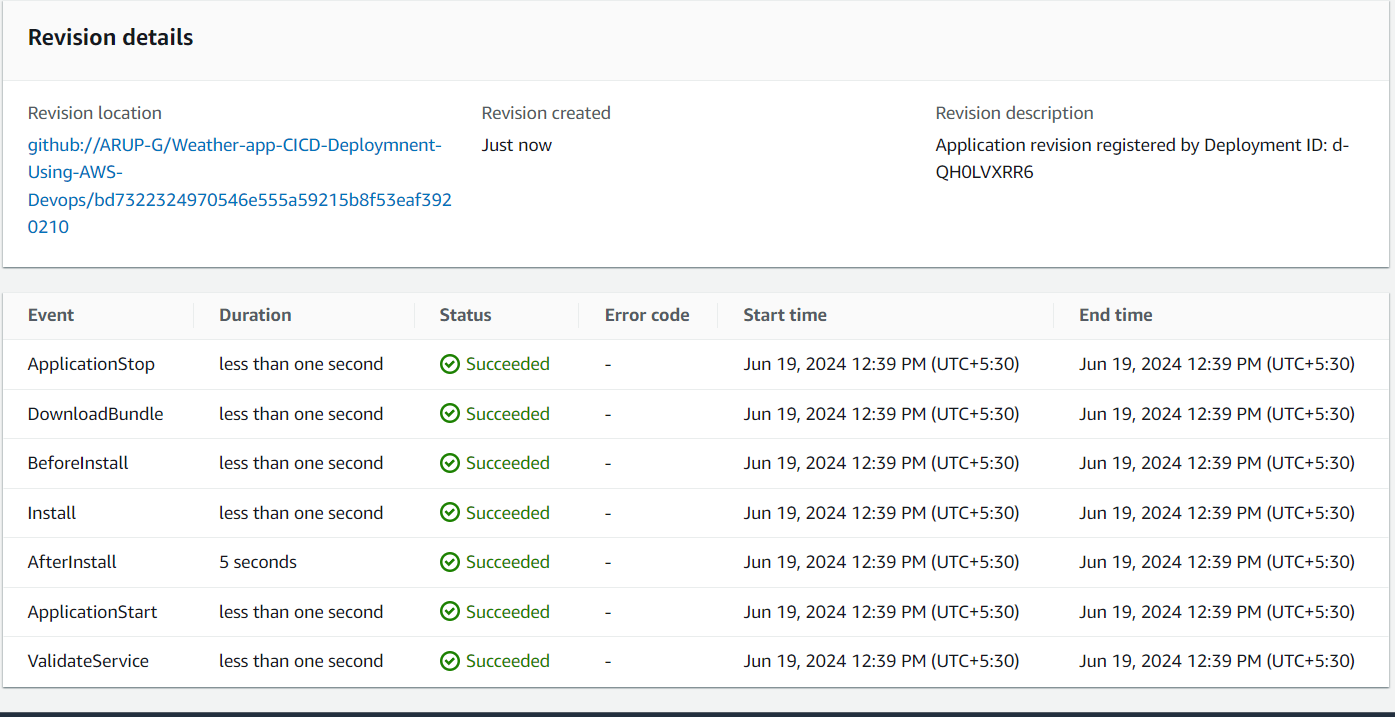 Revision details
Revision location
Revision created
Revision description
github://ARUP-G/Weather-app-CICD-Deploymnent-
Using-AWS-
Devops/bd7322324970546e555a59215b8f53eaf392
0210
Just now
Application revision registered by Deployment ID: d-
QH0LVXRR6
Event Duration Status Error code Start time End time
ApplicationStop less than one second Succeeded - Jun 19, 2024 12:39 PM (UTC+5:30) Jun 19, 2024 12:39 PM (UTC+5:30)
DownloadBundle less than one second Succeeded - Jun 19, 2024 12:39 PM (UTC+5:30) Jun 19, 2024 12:39 PM (UTC+5:30)
BeforeInstall less than one second Succeeded - Jun 19, 2024 12:39 PM (UTC+5:30) Jun 19, 2024 12:39 PM (UTC+5:30)
Install less than one second Succeeded - Jun 19, 2024 12:39 PM (UTC+5:30) Jun 19, 2024 12:39 PM (UTC+5:30)
AfterInstall 5 seconds Succeeded - Jun 19, 2024 12:39 PM (UTC+5:30) Jun 19, 2024 12:39 PM (UTC+5:30)
ApplicationStart less than one second Succeeded - Jun 19, 2024 12:39 PM (UTC+5:30) Jun 19, 2024 12:39 PM (UTC+5:30)
ValidateService less than one second Succeeded - Jun 19, 2024 12:39 PM (UTC+5:30) Jun 19, 2024 12:39 PM (UTC+5:30)